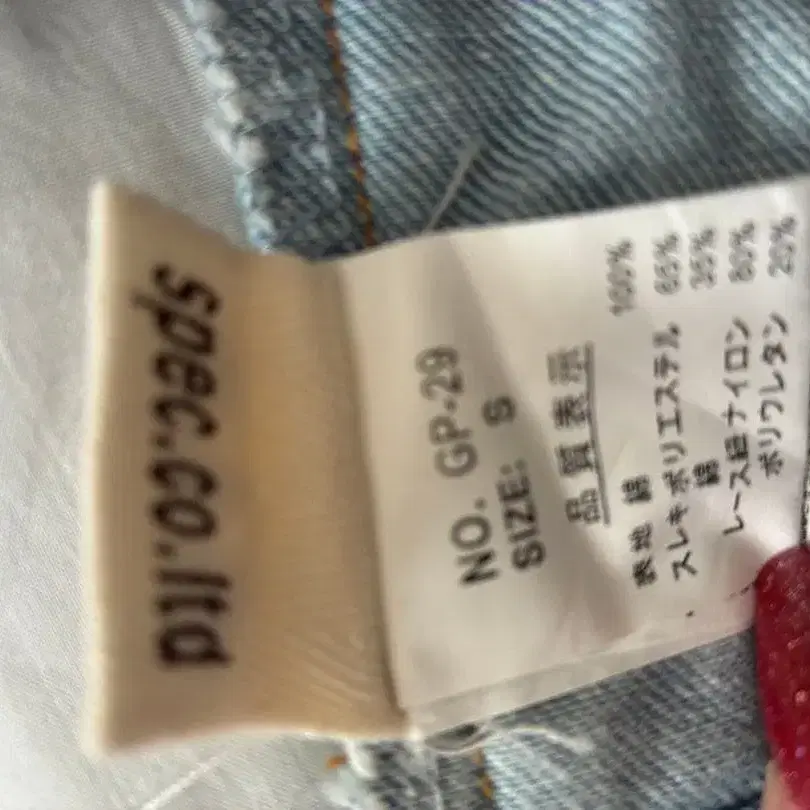 spec.co.ltd
NO. GP-29
SIZE: S
品質表示
表地 綿 100%
スレキポリエステル 65%
綿 35%
レース紐ナイロン 80%
ポリウレタン 20%